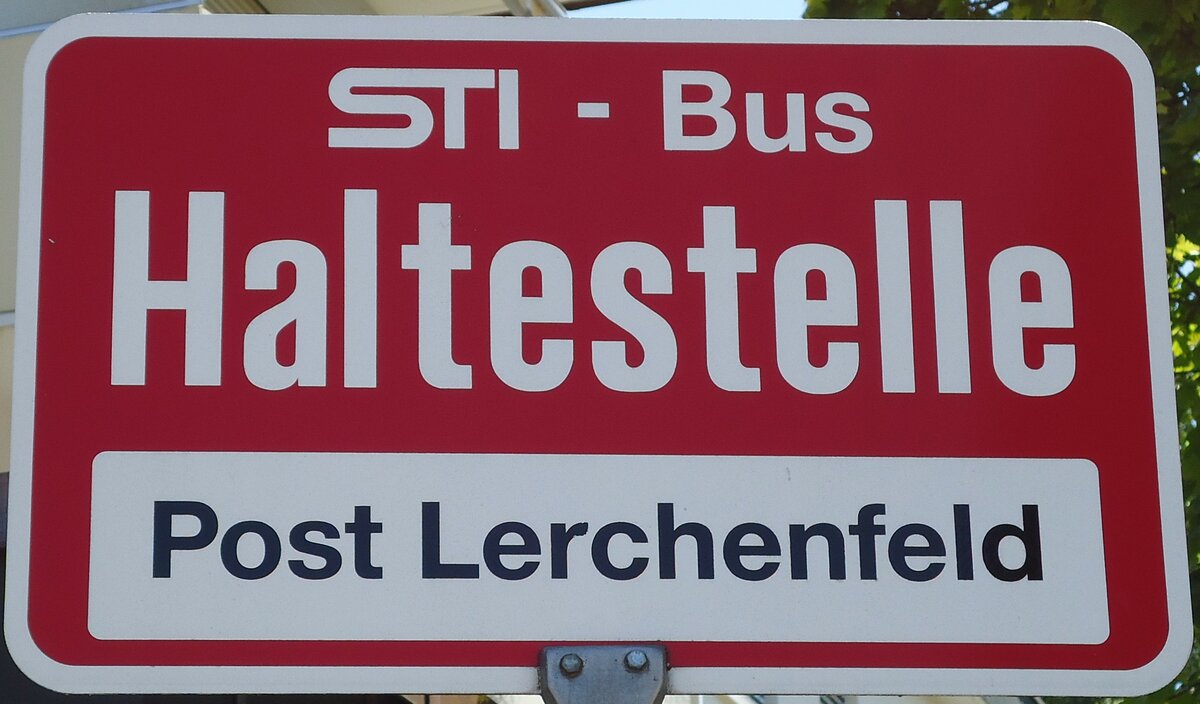 STI - Bus
Haltestelle
Post Lerchenfeld